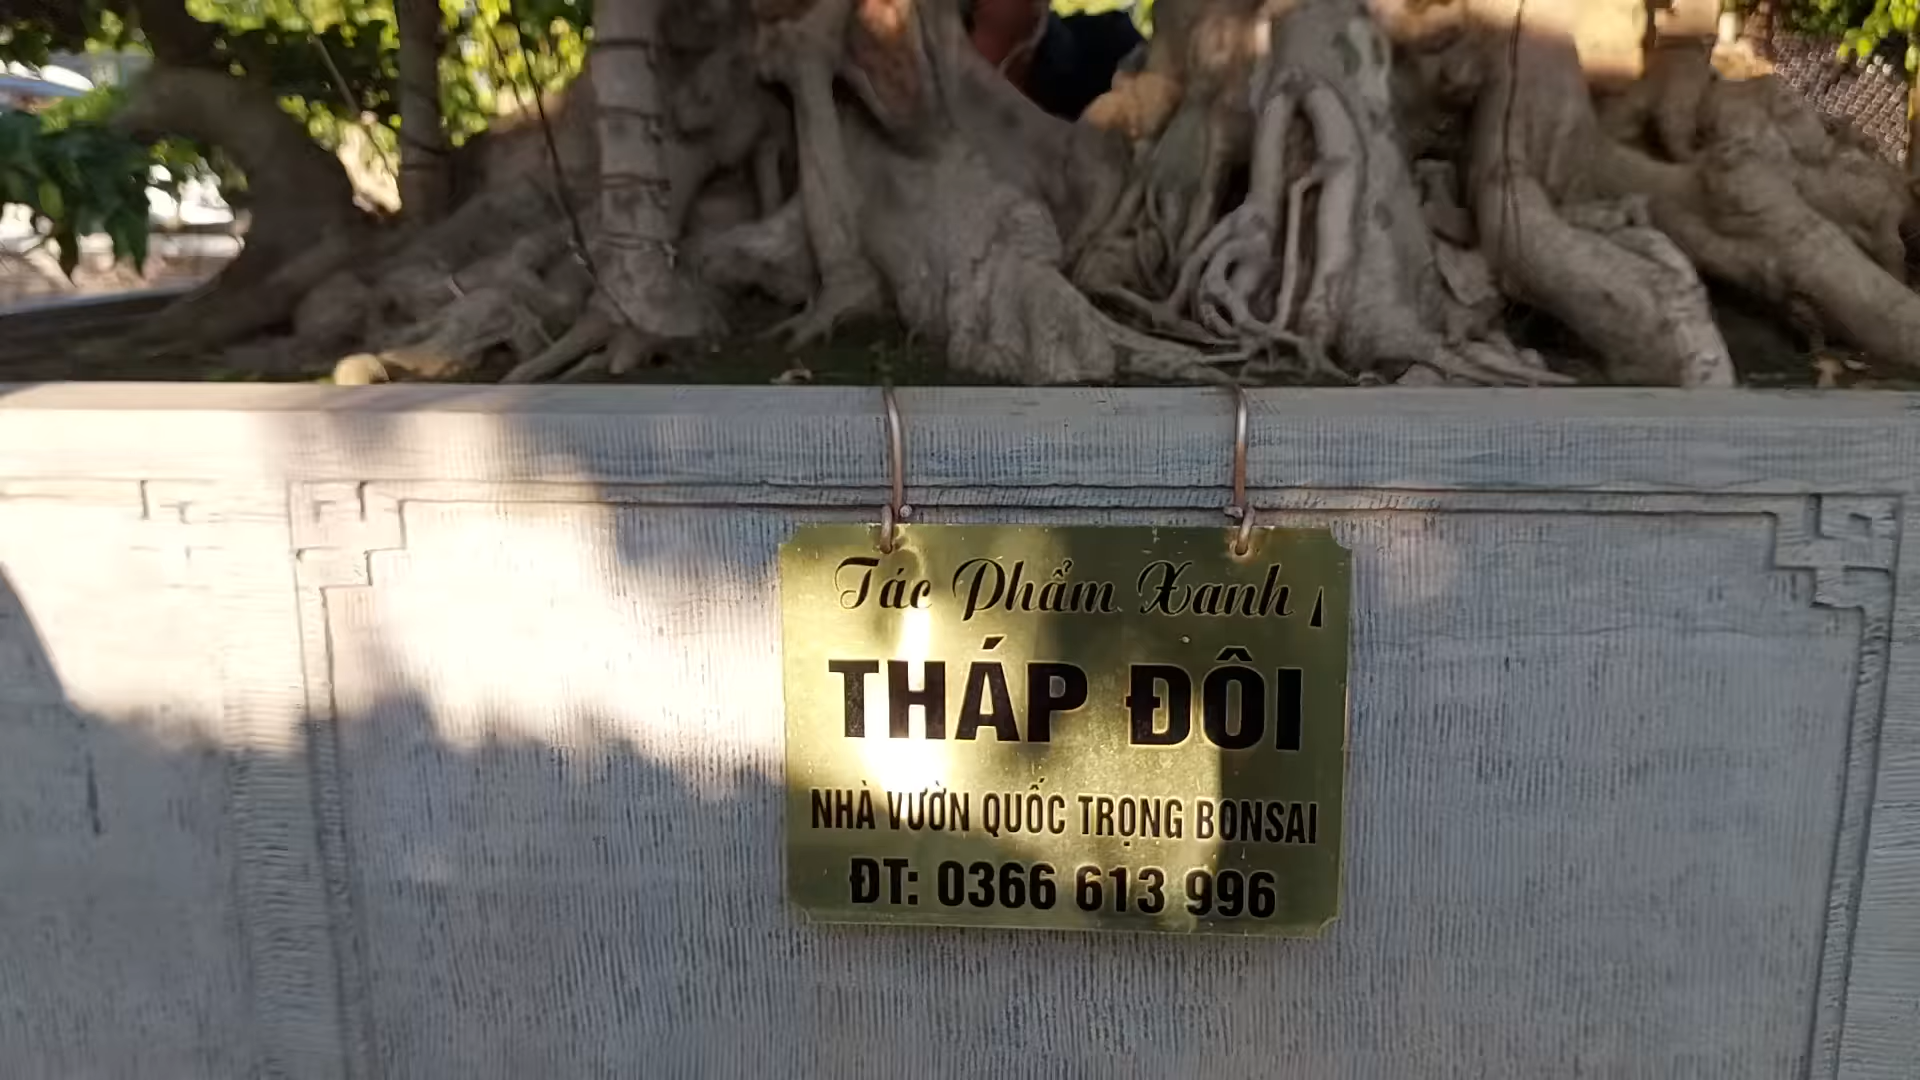 Tác Phẩm Xanh
THÁP ĐÔI
NHÀ VƯỜN QUỐC TRỌNG BONSAI
ĐT: 0366 613 996